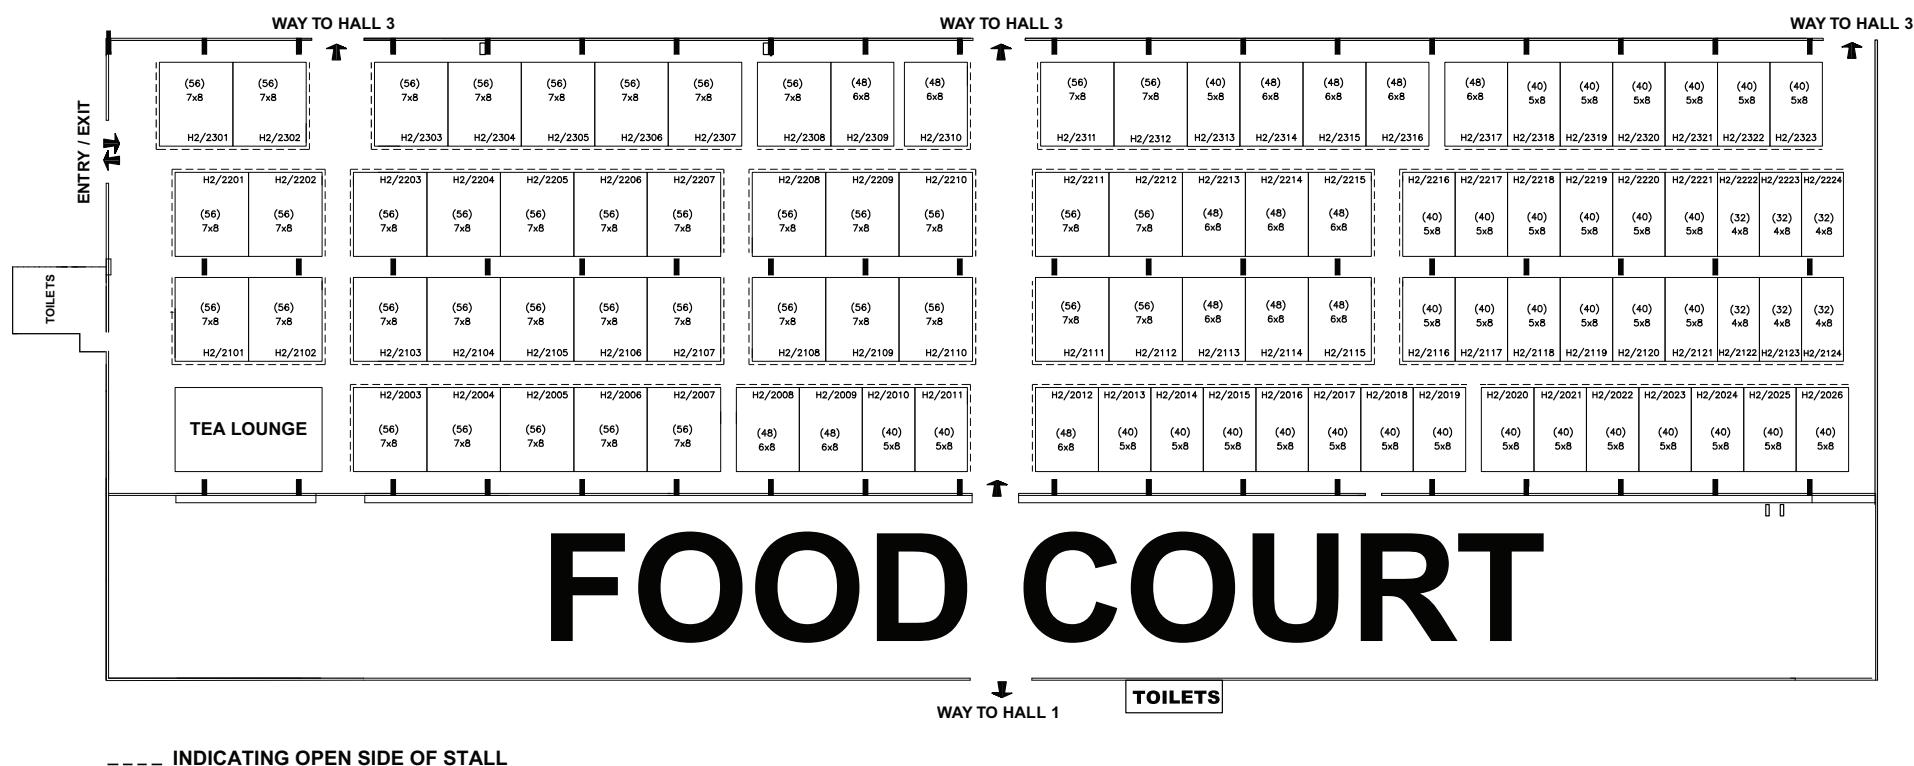 WAY TO HALL 3 WAY TO HALL 3 WAY TO HALL 3
(56) (56) (56) (56) (56) (56) (56) (56) (48) (48) (56) (56) (40) (48) (48) (48) (48) (40) (40) (40) (40) (40) (40)
7x8 7x8 7x8 7x8 7x8 7x8 7x8 7x8 6x8 6x8 7x8 7x8 5x8 6x8 6x8 6x8 6x8 5x8 5x8 5x8 5x8 5x8 5x8
H2/2301 H2/2302 H2/2303 H2/2304 H2/2305 H2/2306 H2/2307 H2/2308 H2/2309 H2/2310 H2/2311 H2/2312 H2/2313 H2/2314 H2/2315 H2/2316 H2/2317 H2/2318 H2/2319 H2/2320 H2/2321 H2/2322 H2/2323
ENTRY / EXIT
H2/2201 H2/2202 H2/2203 H2/2204 H2/2205 H2/2206 H2/2207 H2/2208 H2/2209 H2/2210 H2/2211 H2/2212 H2/2213 H2/2214 H2/2215 H2/2216 H2/2217 H2/2218 H2/2219 H2/2220 H2/2221 H2/2222 H2/2223 H2/2224
(56) (56) (56) (56) (56) (56) (56) (56) (56) (56) (56) (56) (48) (48) (48) (40) (40) (40) (40) (40) (40) (32) (32) (32)
7x8 7x8 7x8 7x8 7x8 7x8 7x8 7x8 7x8 7x8 7x8 7x8 6x8 6x8 6x8 5x8 5x8 5x8 5x8 5x8 5x8 4x8 4x8 4x8
TOILETS
(56) (56) (56) (56) (56) (56) (56) (56) (56) (56) (56) (56) (48) (48) (48) (40) (40) (40) (40) (40) (40) (32) (32) (32)
7x8 7x8 7x8 7x8 7x8 7x8 7x8 7x8 7x8 7x8 7x8 7x8 6x8 6x8 6x8 5x8 5x8 5x8 5x8 5x8 5x8 4x8 4x8 4x8
H2/2101 H2/2102 H2/2103 H2/2104 H2/2105 H2/2106 H2/2107 H2/2108 H2/2109 H2/2110 H2/2111 H2/2112 H2/2113 H2/2114 H2/2115 H2/2116 H2/2117 H2/2118 H2/2119 H2/2120 H2/2121 H2/2122 H2/2123 H2/2124
H2/2003 H2/2004 H2/2005 H2/2006 H2/2007 H2/2008 H2/2009 H2/2010 H2/2011 H2/2012 H2/2013 H2/2014 H2/2015 H2/2016 H2/2017 H2/2018 H2/2019 H2/2020 H2/2021 H2/2022 H2/2023 H2/2024 H2/2025 H2/2026
TEA LOUNGE (56) (56) (56) (56) (56) (48) (48) (40) (40) (48) (40) (40) (40) (40) (40) (40) (40) (40) (40) (40) (40) (40) (40) (40)
7x8 7x8 7x8 7x8 7x8 6x8 6x8 5x8 5x8 6x8 5x8 5x8 5x8 5x8 5x8 5x8 5x8 5x8 5x8 5x8 5x8 5x8 5x8 5x8
FOOD COURT
TOILETS
WAY TO HALL 1
INDICATING OPEN SIDE OF STALL